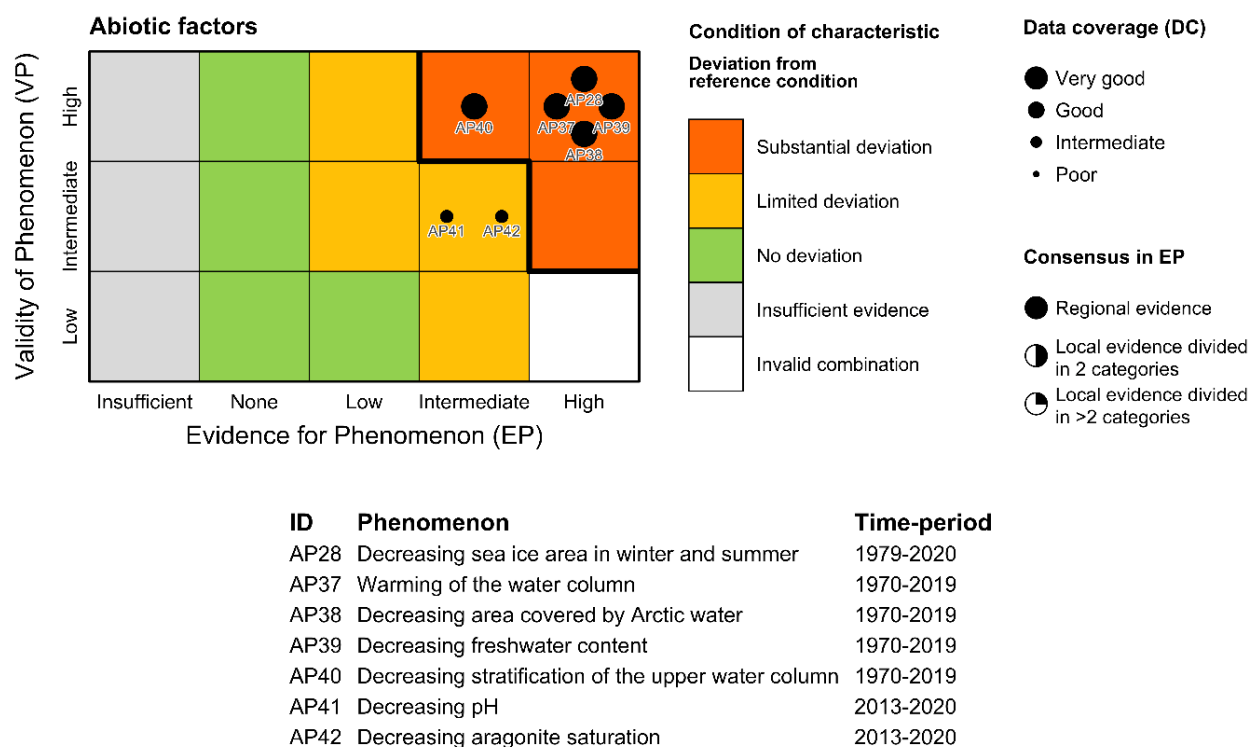 Abiotic factors
Validity of Phenomenon (VP)
High
Intermediate
Low
AP40
AP28
AP37
AP39
AP38
AP41
AP42
Insufficient
None
Low
Intermediate
High
Evidence for Phenomenon (EP)
Condition of characteristic
Deviation from
reference condition
Substantial deviation
Limited deviation
No deviation
Insufficient evidence
Invalid combination
Data coverage (DC)
Very good
Good
Intermediate
Poor
Consensus in EP
Regional evidence
Local evidence divided
in 2 categories
Local evidence divided
in >2 categories
ID Phenomenon Time-period
AP28 Decreasing sea ice area in winter and summer 1979-2020
AP37 Warming of the water column 1970-2019
AP38 Decreasing area covered by Arctic water 1970-2019
AP39 Decreasing freshwater content 1970-2019
AP40 Decreasing stratification of the upper water column 1970-2019
AP41 Decreasing pH 2013-2020
AP42 Decreasing aragonite saturation 2013-2020